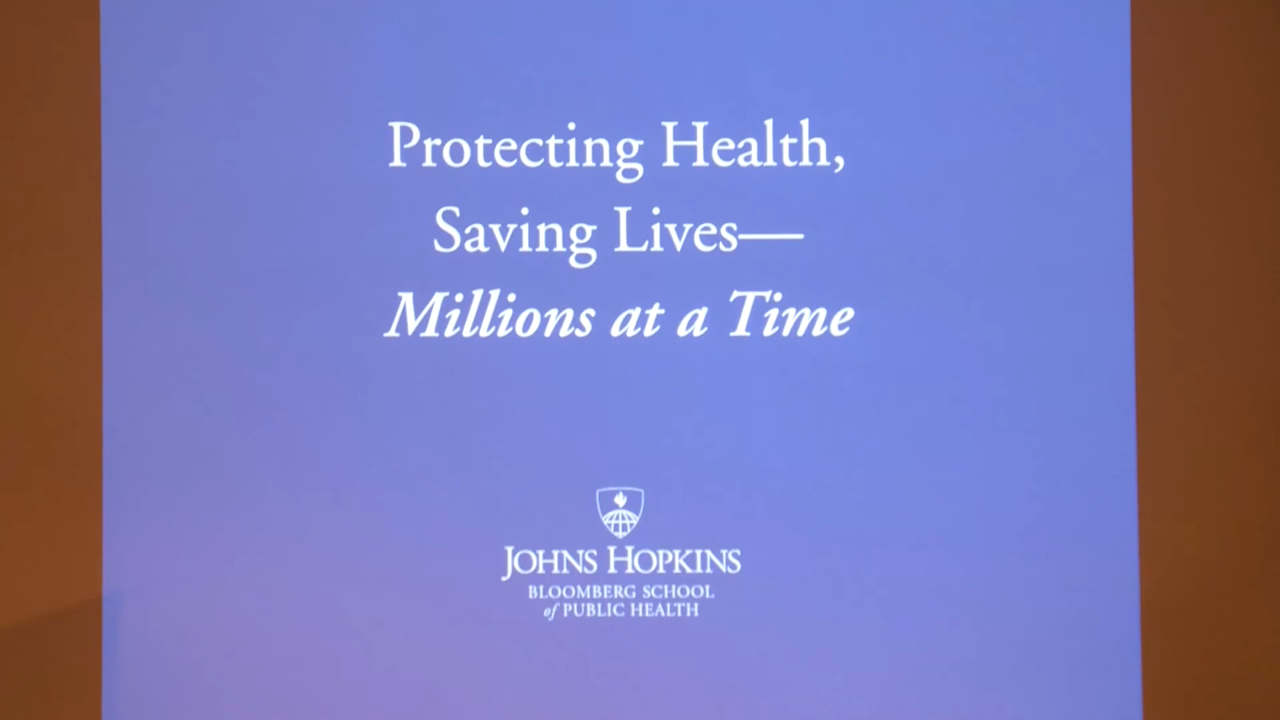 Protecting Health,
Saving Lives—
Millions at a Time
JOHNS HOPKINS
BLOOMBERG SCHOOL
of PUBLIC HEALTH